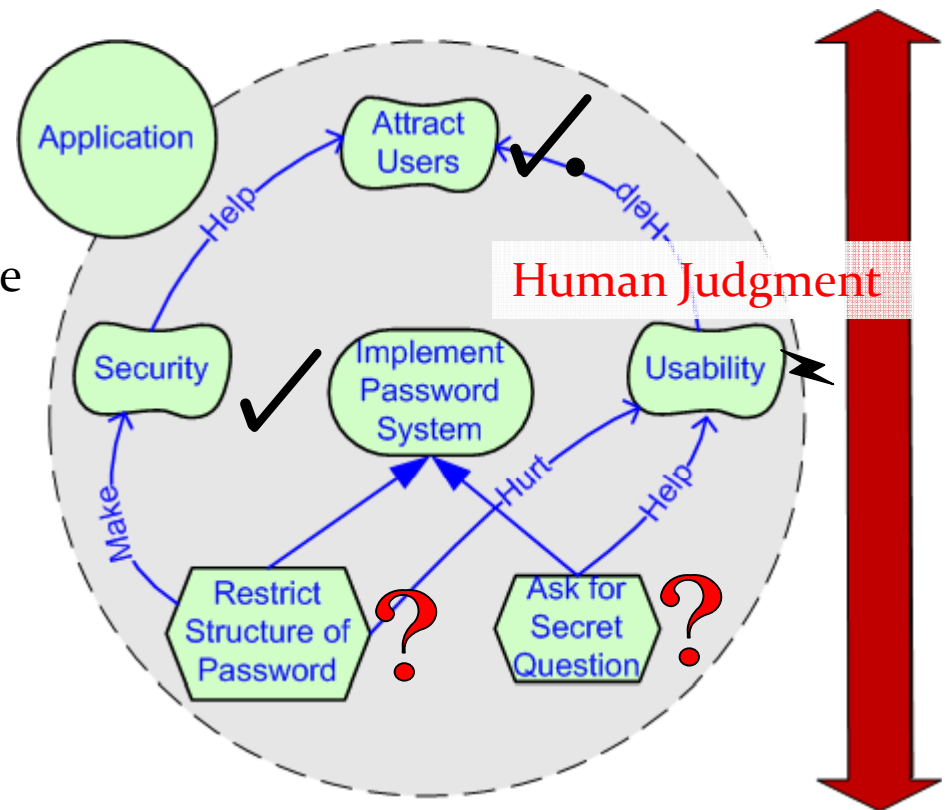 Application
Attract
Users
Help
Help
e
Human Judgment
Security
Implement
Password
System
Usability
Make
Hurt
Help
Restrict
Structure of
Password
?
Ask for
Secret
Question
?